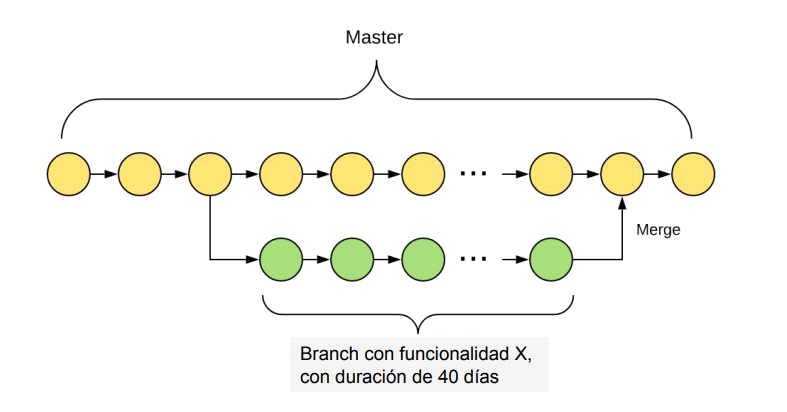 Master
Merge
Branch con funcionalidad X,
con duración de 40 días